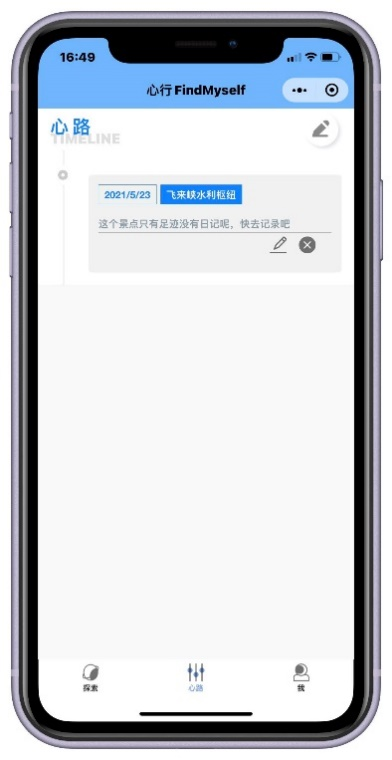 16:49
心行 FindMyself
心路
TIMELINE
2021/5/23 飞来峡水利枢纽
这个景点只有足迹没有日记呢，快去记录吧
探索 心路 我